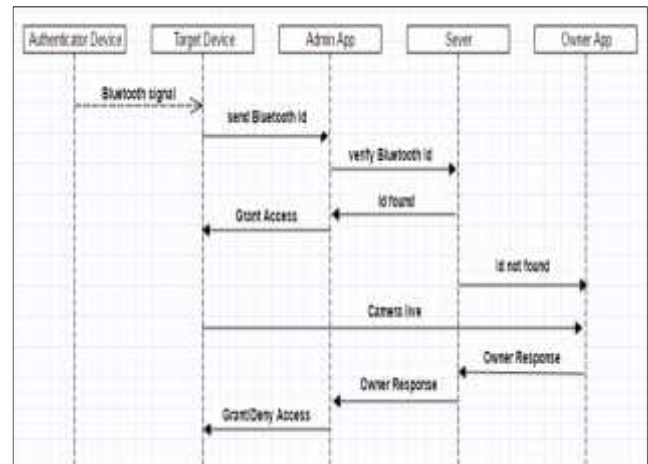 Authenticator Device
Target Device
Admin App
Sever
Owner App
Bluetooth signal
send Bluetooth Id
verify Bluetooth Id
Id found
Grant Access
Id not found
Camera live
Owner Response
Owner Response
Grant/Deny Access